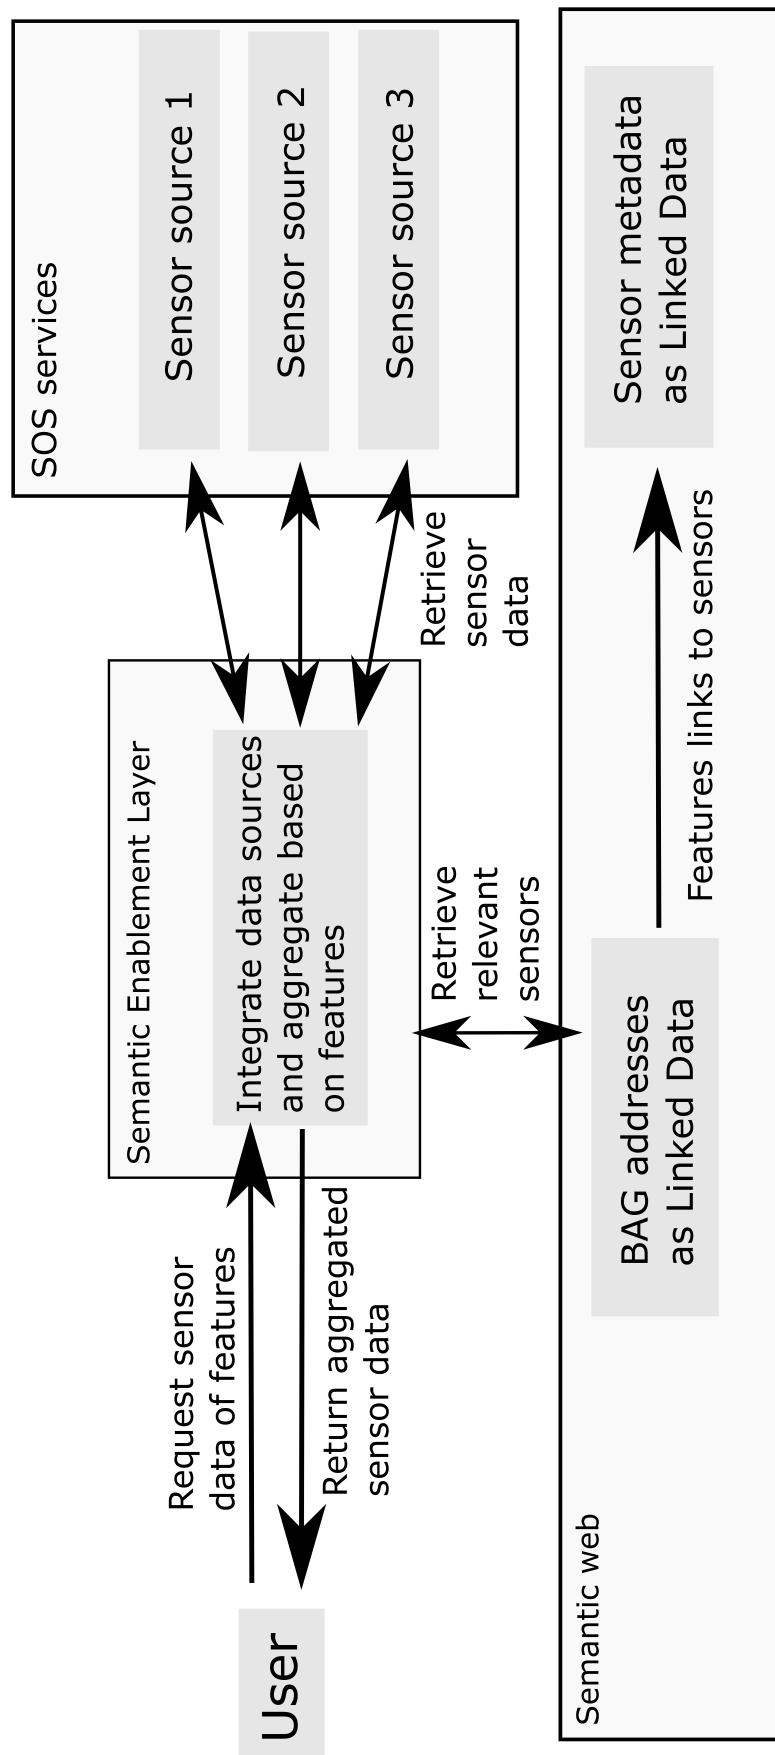 SOS services
Sensor source 1
Sensor source 2
Sensor source 3
Retrieve
sensor
data
Semantic Enablement Layer
Integrate data sources
and aggregate based
on features
Request sensor
data of features
Return aggregated
sensor data
User
Retrieve
relevant
sensors
Semantic web
BAG addresses
as Linked Data
Features links to sensors
Sensor metadata
as Linked Data